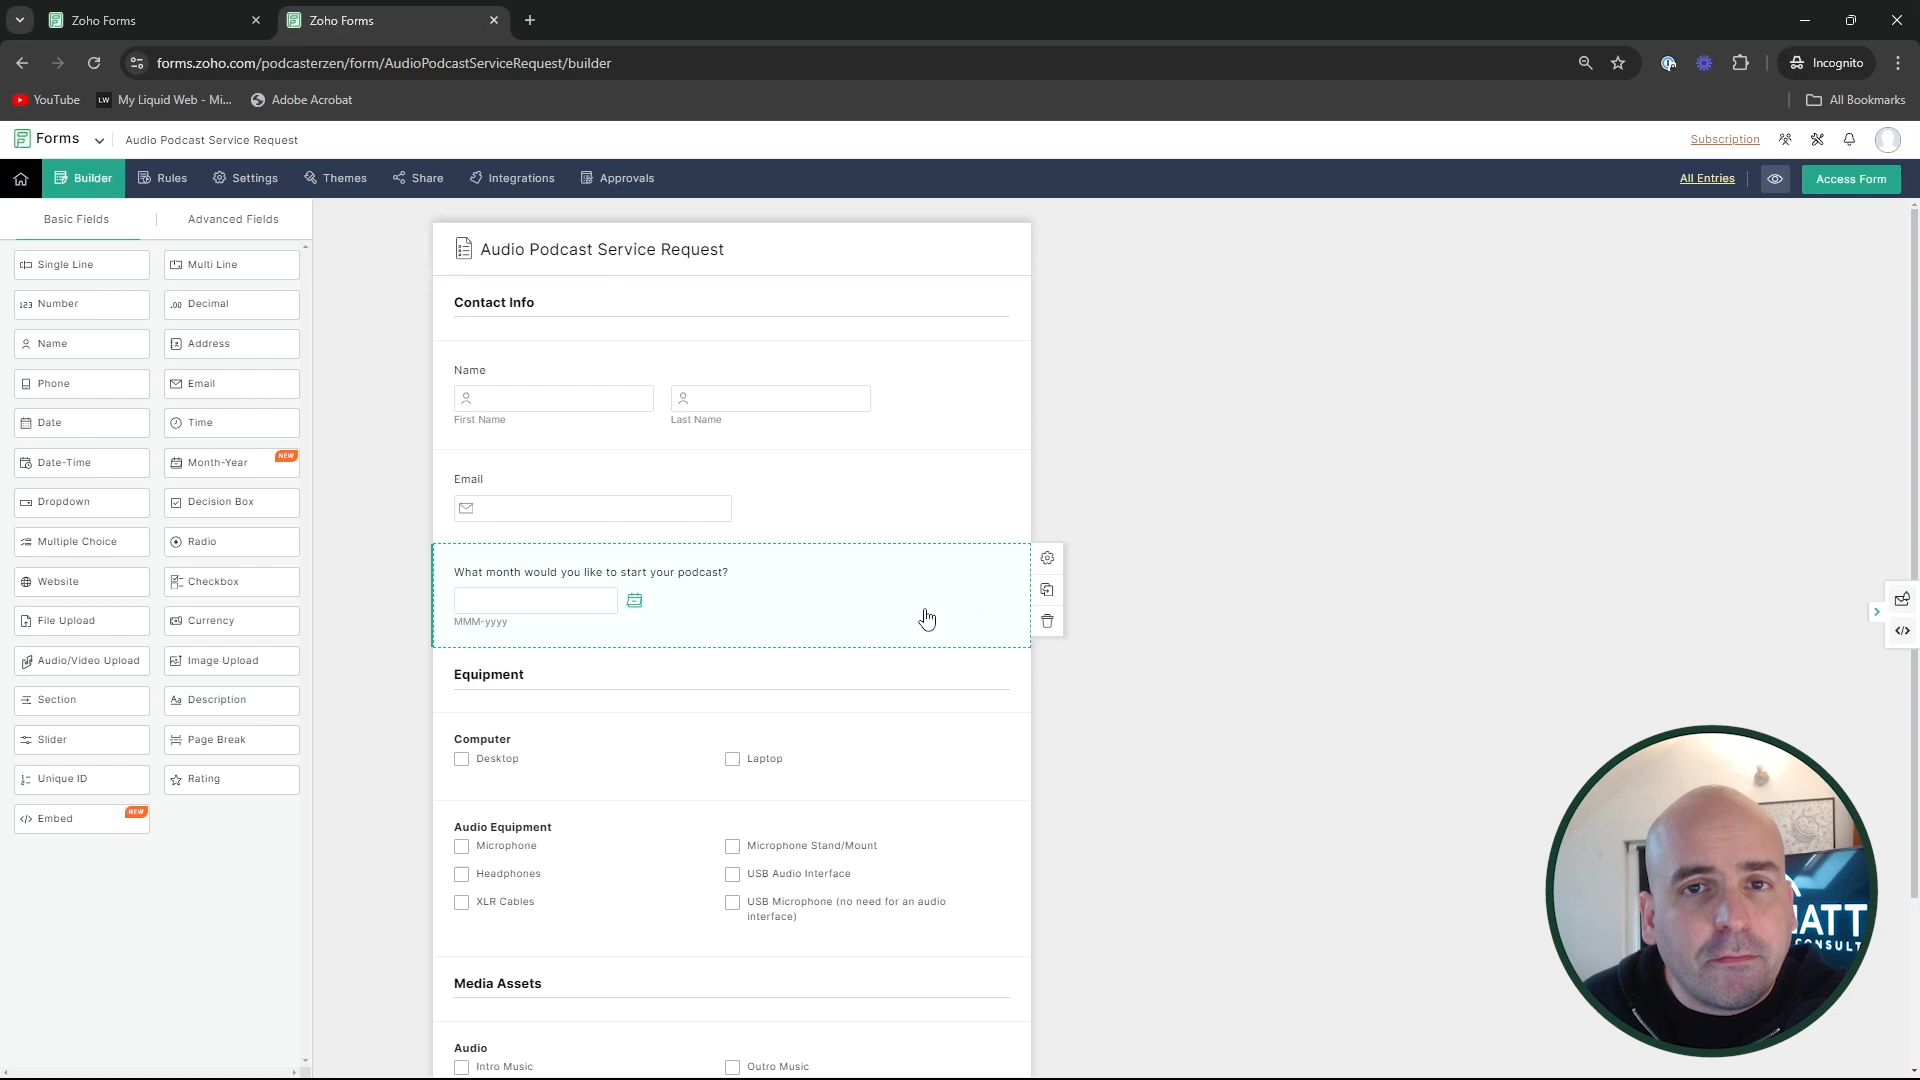 Zoho Forms
Zoho Forms
forms.zoho.com/podcasterzen/form/AudioPodcastServiceRequest/builder
Incognito
YouTube
LW My Liquid Web - Mi...
Adobe Acrobat
All Bookmarks
Forms
Audio Podcast Service Request
Subscription
Builder
Rules
Settings
Themes
Share
Integrations
Approvals
All Entries
Access Form
Basic Fields
Advanced Fields
Single Line
Multi Line
123 Number
.00 Decimal
Name
Address
Phone
Email
Date
Time
Date-Time
Month-Year
NEW
Dropdown
Decision Box
Multiple Choice
Radio
Website
Checkbox
File Upload
Currency
Audio/Video Upload
Image Upload
Section
Aa Description
Slider
Page Break
Unique ID
Rating
</> Embed
NEW
Audio Podcast Service Request
Contact Info
Name
First Name
Last Name
Email
What month would you like to start your podcast?
MMM-yyyy
Equipment
Computer
Desktop
Laptop
Audio Equipment
Microphone
Microphone Stand/Mount
Headphones
USB Audio Interface
XLR Cables
USB Microphone (no need for an audio
interface)
Media Assets
Audio
Intro Music
Outro Music
</>
ATT
CONSULT